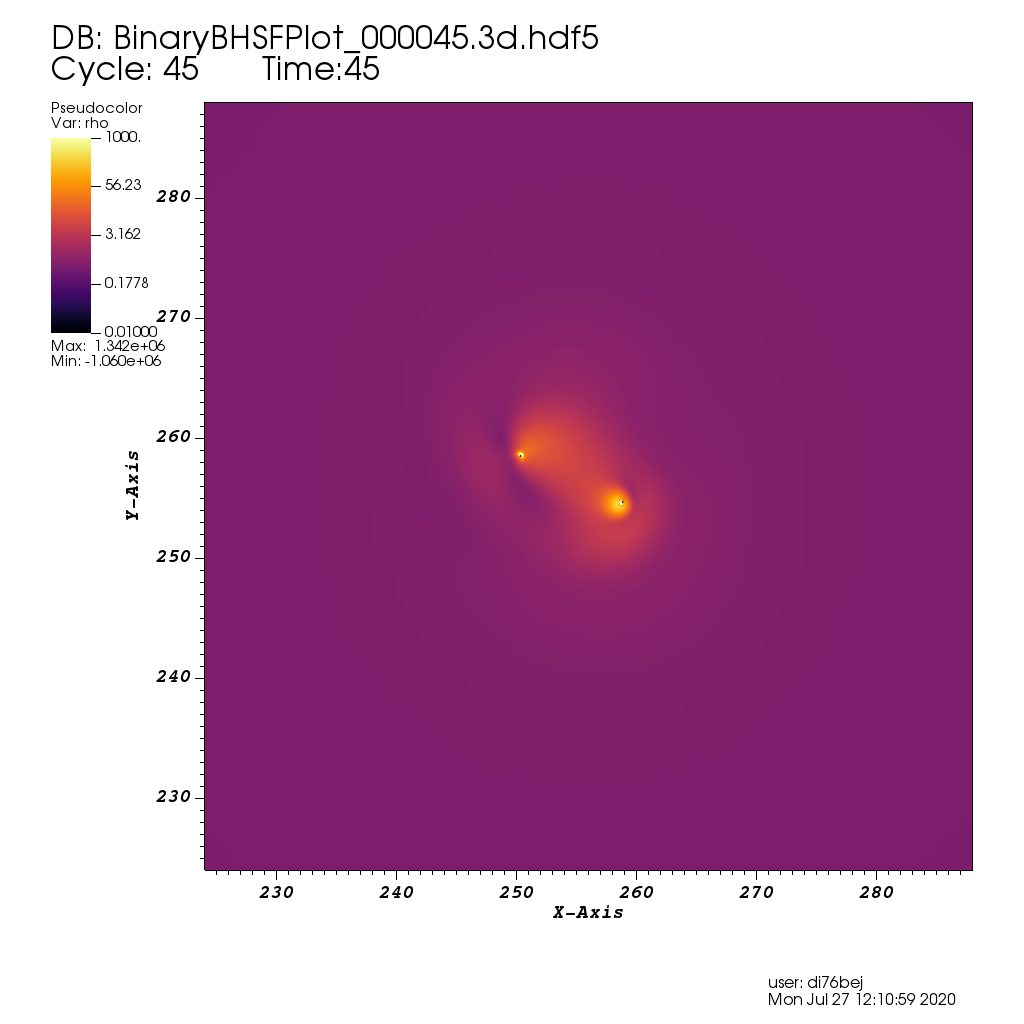 DB: BinaryBHSFPlot_000045.3d.hdf5
Cycle: 45 Time:45
Pseudocolor
Var: rho
1000.
56.23
3.162
0.1778
0.01000
Max: 1.342e+06
Min: -1.060e+06
280
270
260
250
240
230
Y-Axis
230 240 250 260 270 280
X-Axis
user: di76bej
Mon Jul 27 12:10:59 2020